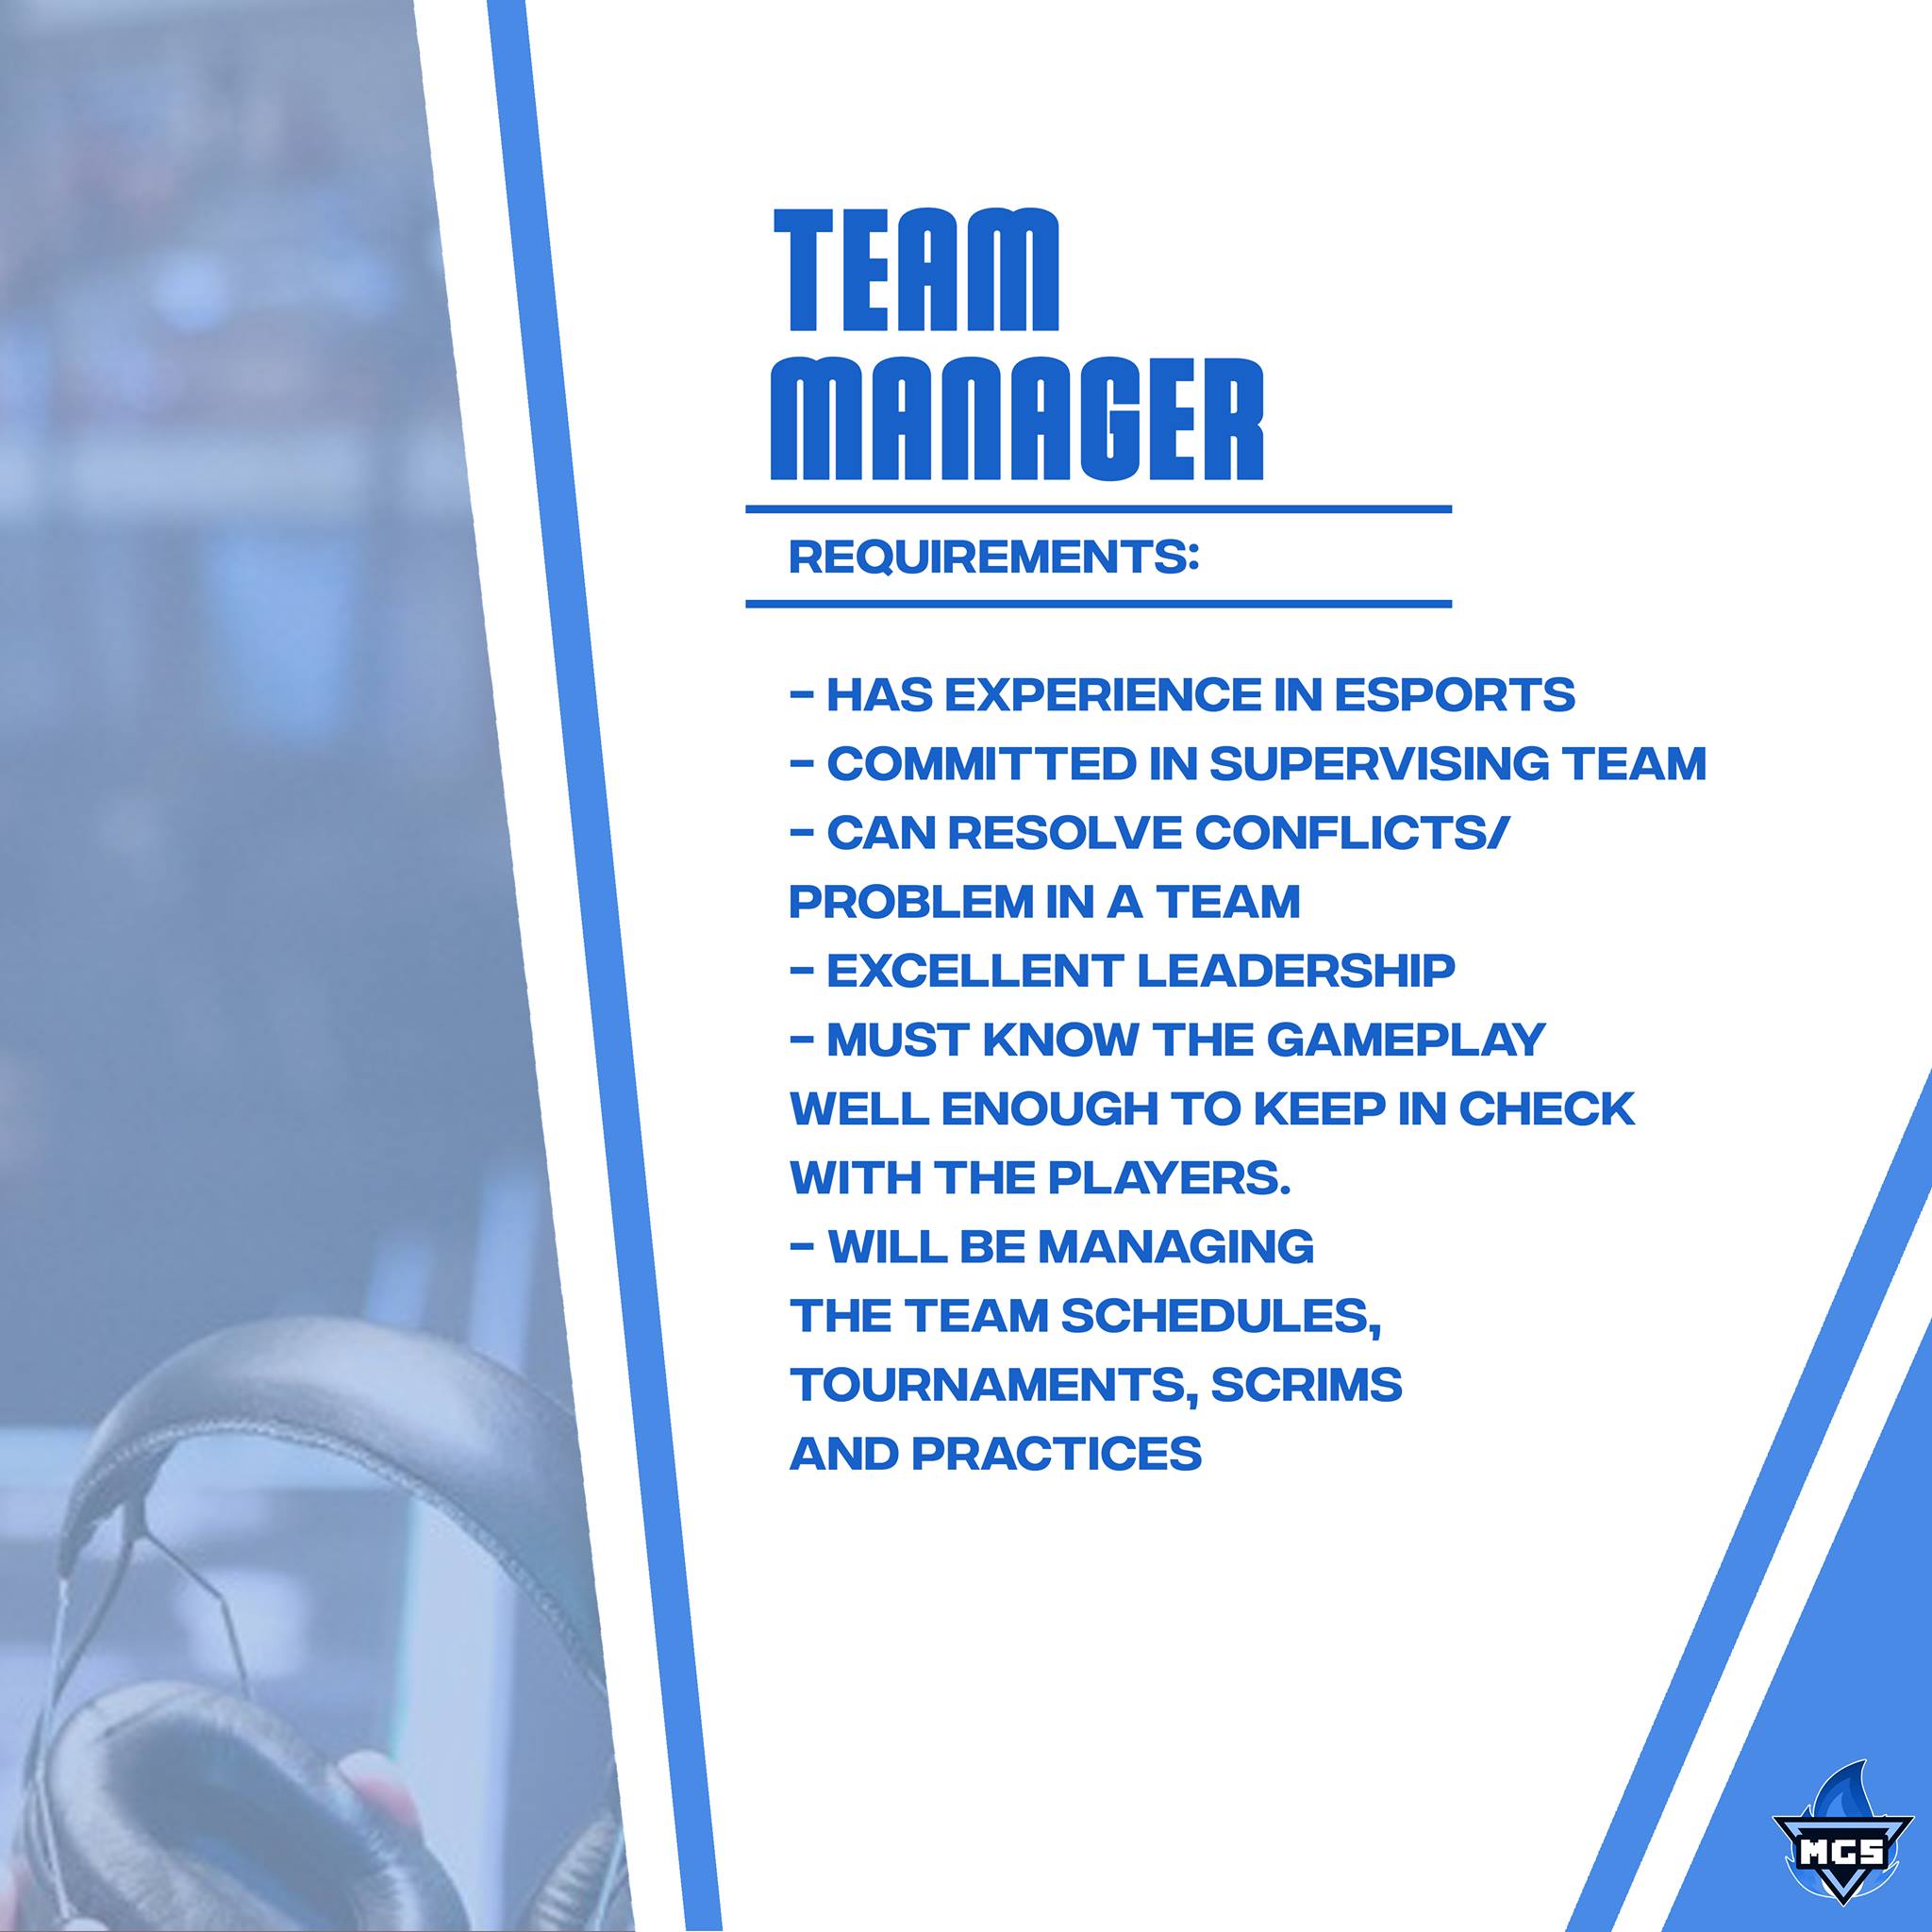 TEAM
MANAGER
REQUIREMENTS:
- HAS EXPERIENCE IN ESPORTS
- COMMITTED IN SUPERVISING TEAM
- CAN RESOLVE CONFLICTS/
PROBLEM IN A TEAM
- EXCELLENT LEADERSHIP
- MUST KNOW THE GAMEPLAY
WELL ENOUGH TO KEEP IN CHECK
WITH THE PLAYERS.
- WILL BE MANAGING
THE TEAM SCHEDULES,
TOURNAMENTS, SCRIMS
AND PRACTICES
MGS